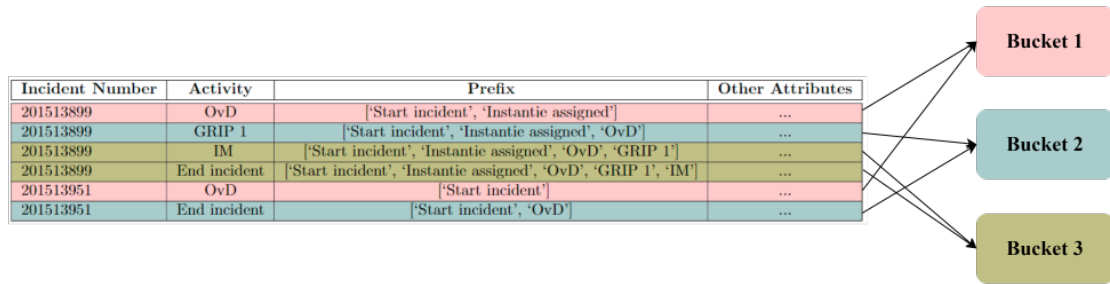 Incident Number Activity Prefix Other Attributes
201513899 OvD [‘Start incident’, ‘Instantie assigned’] ...
201513899 GRIP 1 [‘Start incident’, ‘Instantie assigned’, ‘OvD’] ...
201513899 IM [‘Start incident’, ‘Instantie assigned’, ‘OvD’, ‘GRIP 1’] ...
201513899 End incident [‘Start incident’, ‘Instantie assigned’, ‘OvD’, ‘GRIP 1’, ‘IM’] ...
201513951 OvD [‘Start incident’] ...
201513951 End incident [‘Start incident’, ‘OvD’] ...
Bucket 1
Bucket 2
Bucket 3